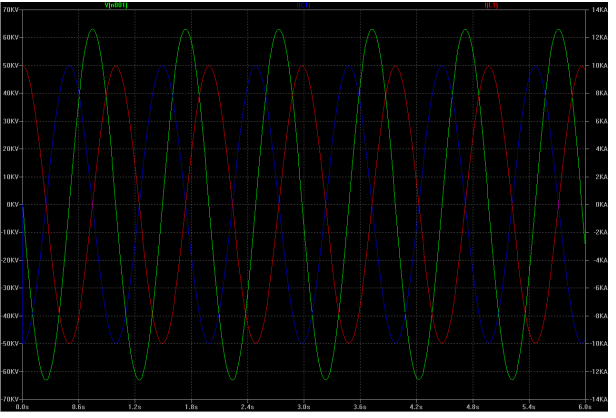 V(n001) I(C1) I(L1)
70KV 14KA
60KV 12KA
50KV 10KA
40KV 8KA
30KV 6KA
20KV 4KA
10KV 2KA
0KV 0KA
-10KV -2KA
-20KV -4KA
-30KV -6KA
-40KV -8KA
-50KV -10KA
-60KV -12KA
-70KV -14KA
0.0s 0.6s 1.2s 1.8s 2.4s 3.0s 3.6s 4.2s 4.8s 5.4s 6.0s